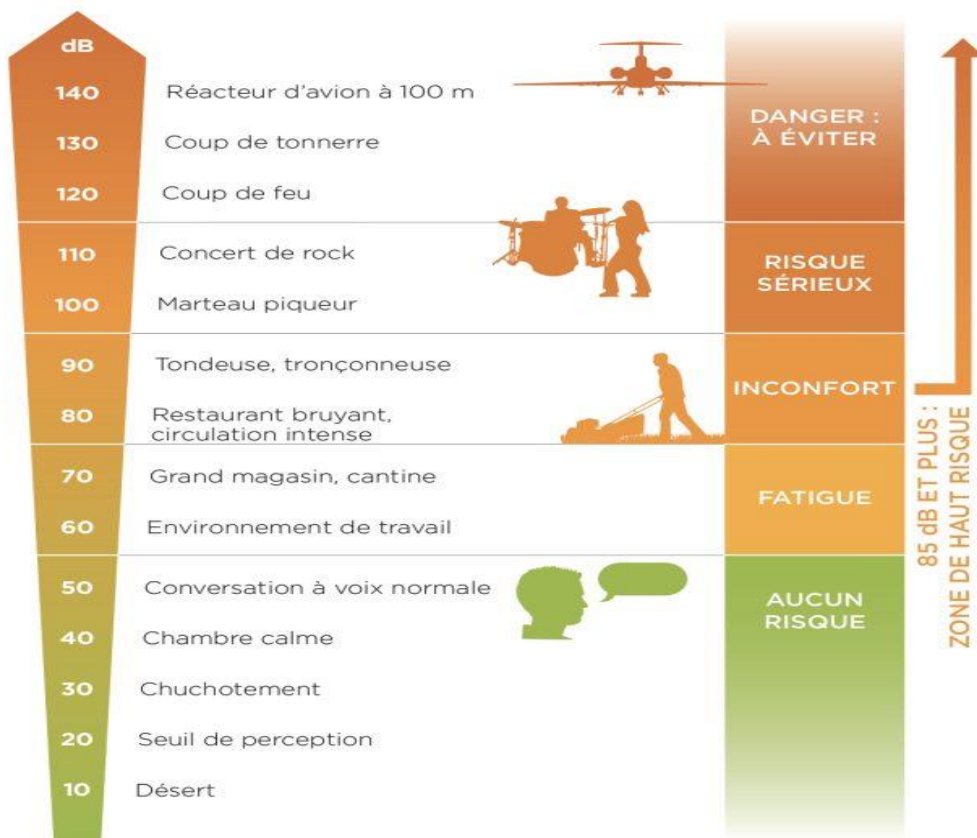 dB
140 Réacteur d'avion à 100 m
DANGER :
À ÉVITER
130 Coup de tonnerre
120 Coup de feu
110 Concert de rock
RISQUE
SÉRIEUX
100 Marteau piqueur
90 Tondeuse, tronçonneuse
INCONFORT
80 Restaurant bruyant,
circulation intense
70 Grand magasin, cantine
FATIGUE
60 Environnement de travail
50 Conversation à voix normale
AUCUN
RISQUE
40 Chambre calme
30 Chuchotement
20 Seuil de perception
10 Désert
85 dB ET PLUS :
ZONE DE HAUT RISQUE